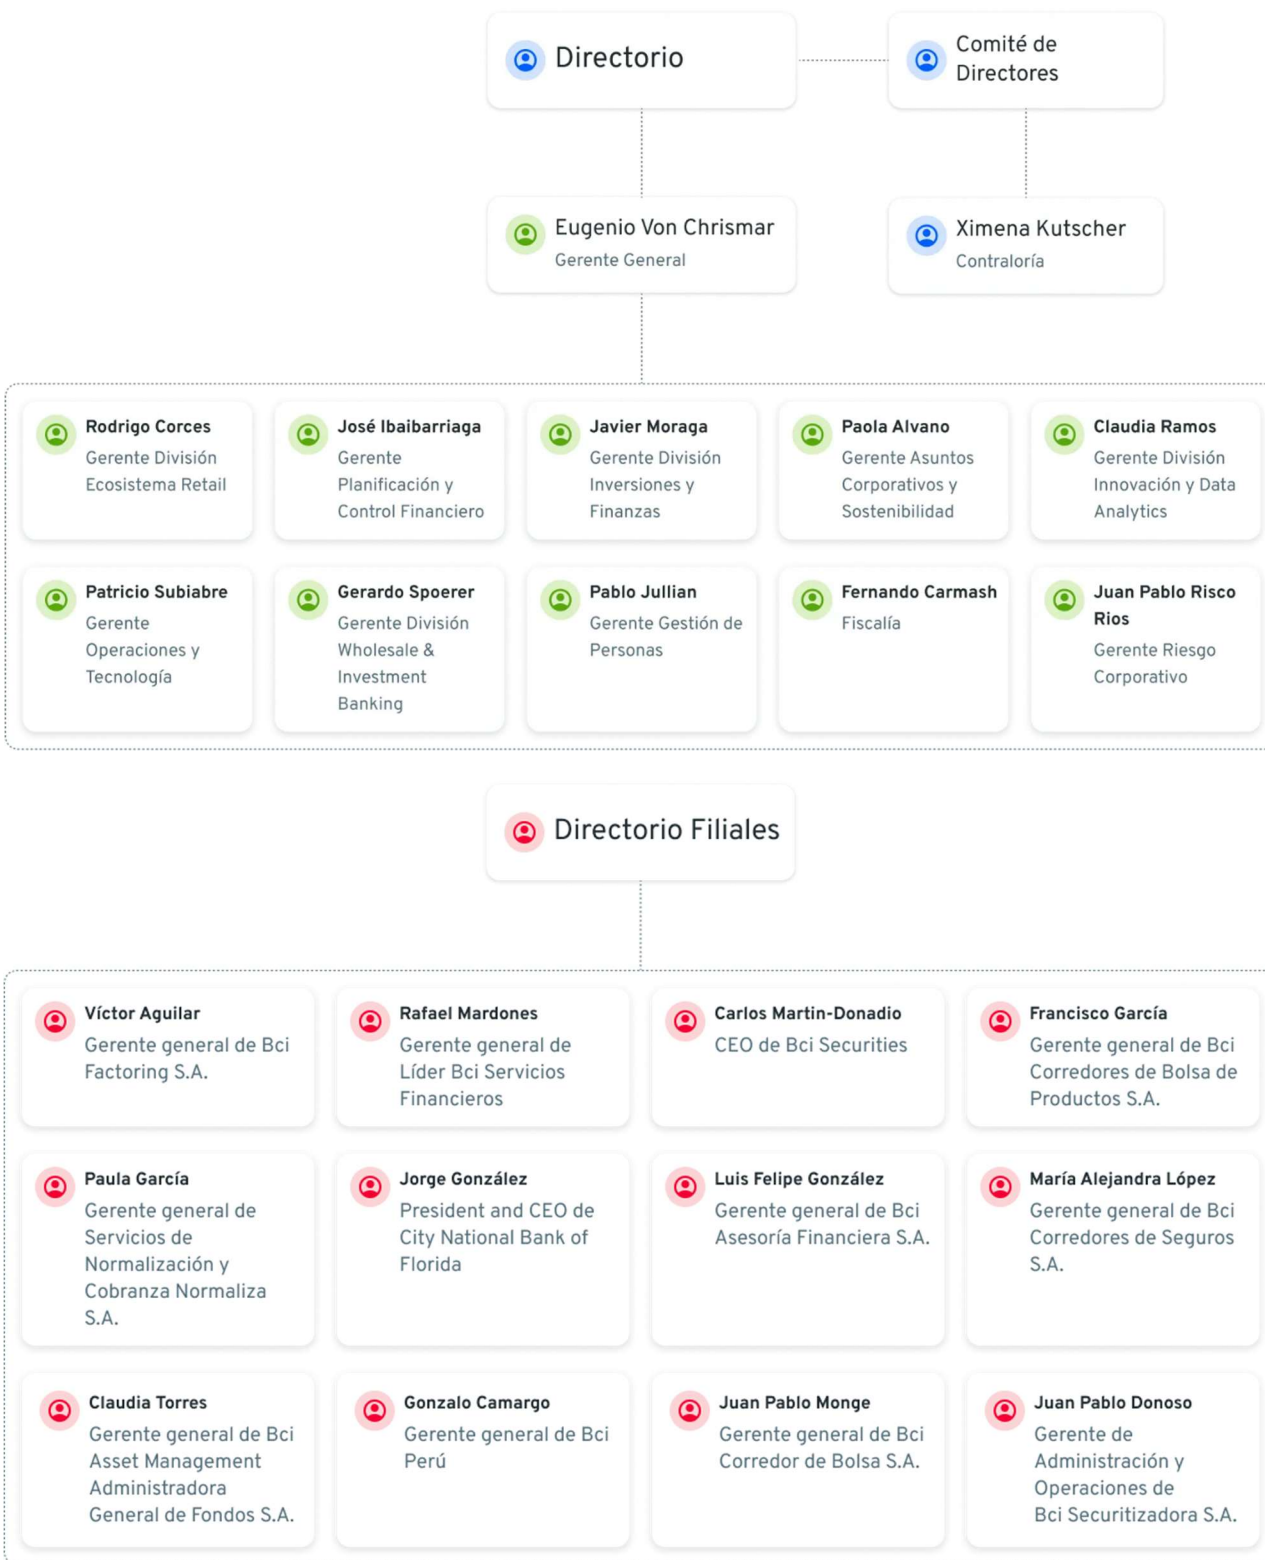 Directorio
Comité de
Directores
Eugenio Von Chrismar
Gerente General
Ximena Kutscher
Contraloría
Rodrigo Corces
Gerente División
Ecosistema Retail
José Ibaibarriaga
Gerente
Planificación y
Control Financiero
Javier Moraga
Gerente División
Inversiones y
Finanzas
Paola Alvano
Gerente Asuntos
Corporativos y
Sostenibilidad
Claudia Ramos
Gerente División
Innovación y Data
Analytics
Patricio Subiabre
Gerente
Operaciones y
Tecnología
Gerardo Spoerer
Gerente División
Wholesale &
Investment
Banking
Pablo Jullian
Gerente Gestión de
Personas
Fernando Carmash
Fiscalía
Juan Pablo Risco
Rios
Gerente Riesgo
Corporativo
Directorio Filiales
Víctor Aguilar
Gerente general de Bci
Factoring S.A.
Rafael Mardones
Gerente general de
Líder Bci Servicios
Financieros
Carlos Martin-Donadio
CEO de Bci Securities
Francisco García
Gerente general de Bci
Corredores de Bolsa de
Productos S.A.
Paula García
Gerente general de
Servicios de
Normalización y
Cobranza Normaliza
S.A.
Jorge González
President and CEO de
City National Bank of
Florida
Luis Felipe González
Gerente general de Bci
Asesoría Financiera S.A.
María Alejandra López
Gerente general de Bci
Corredores de Seguros
S.A.
Claudia Torres
Gerente general de Bci
Asset Management
Administradora
General de Fondos S.A.
Gonzalo Camargo
Gerente general de Bci
Perú
Juan Pablo Monge
Gerente general de Bci
Corredor de Bolsa S.A.
Juan Pablo Donoso
Gerente de
Administración y
Operaciones de
Bci Securitizadora S.A.